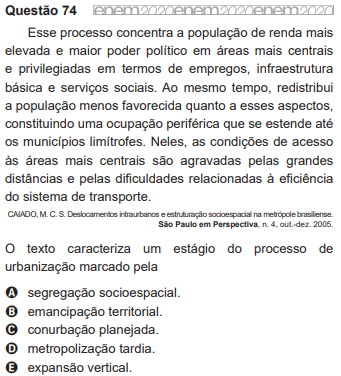 Questão 74 enem2020enem2020enem2020
Esse processo concentra a população de renda mais
elevada e maior poder político em áreas mais centrais
e privilegiadas em termos de empregos, infraestrutura
básica e serviços sociais. Ao mesmo tempo, redistribui
a população menos favorecida quanto a esses aspectos,
constituindo uma ocupação periférica que se estende até
os municípios limítrofes. Neles, as condições de acesso
às áreas mais centrais são agravadas pelas grandes
distâncias e pelas dificuldades relacionadas à eficiência
do sistema de transporte.
CAIADO, M. C. S. Deslocamentos intraurbanos e estruturação socioespacial na metrópole brasiliense.
São Paulo em Perspectiva, n. 4, out.-dez. 2005.
O texto caracteriza um estágio do processo de
urbanização marcado pela
A segregação socioespacial.
B emancipação territorial.
C conurbação planejada.
D metropolização tardia.
E expansão vertical.